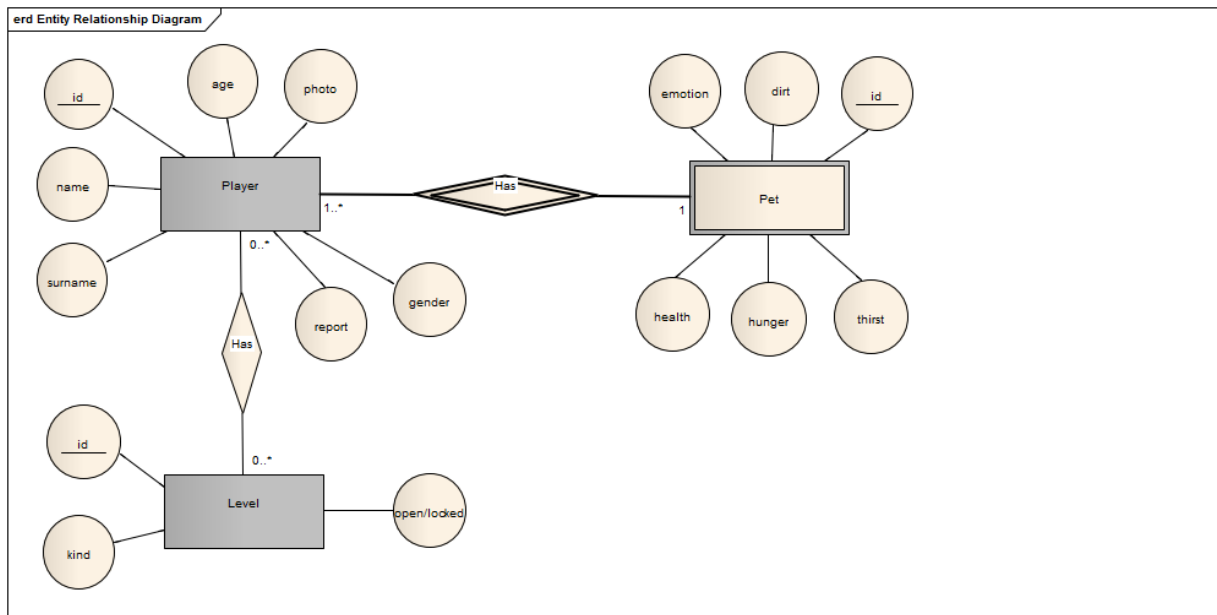 erd Entity Relationship Diagram
id
age
photo
emotion
dirt
id
name
Player
Has
Pet
1..*
1
0..*
surname
gender
report
health
hunger
thirst
Has
id
0..*
Level
open/locked
kind